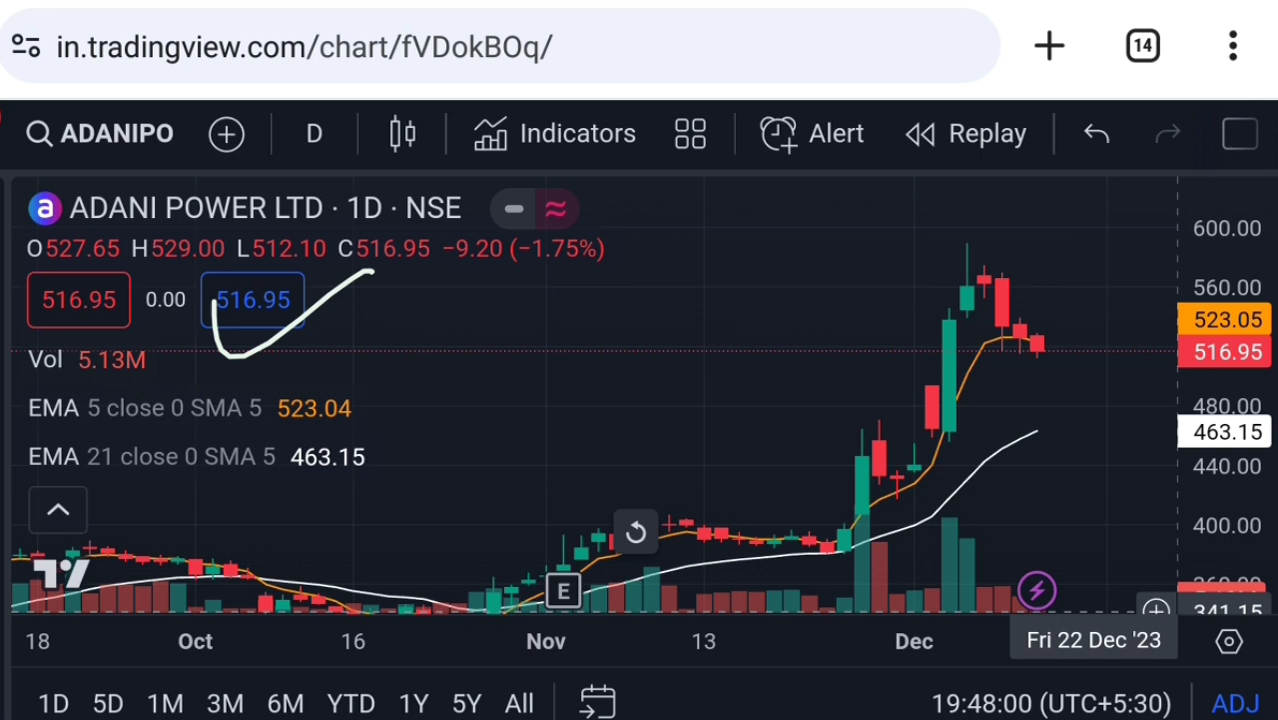 in.tradingview.com/chart/fVDokBOq/ 14
ADANIPO D Indicators Alert Replay
a ADANI POWER LTD · 1D · NSE
O527.65 H529.00 L512.10 C516.95 −9.20 (−1.75%)
516.95 0.00 516.95
Vol 5.13M
EMA 5 close 0 SMA 5 523.04
EMA 21 close 0 SMA 5 463.15
600.00
560.00
523.05
516.95
480.00
463.15
440.00
400.00
341.15
E
18 Oct 16 Nov 13 Dec Fri 22 Dec '23
1D 5D 1M 3M 6M YTD 1Y 5Y All 19:48:00 (UTC+5:30) ADJ